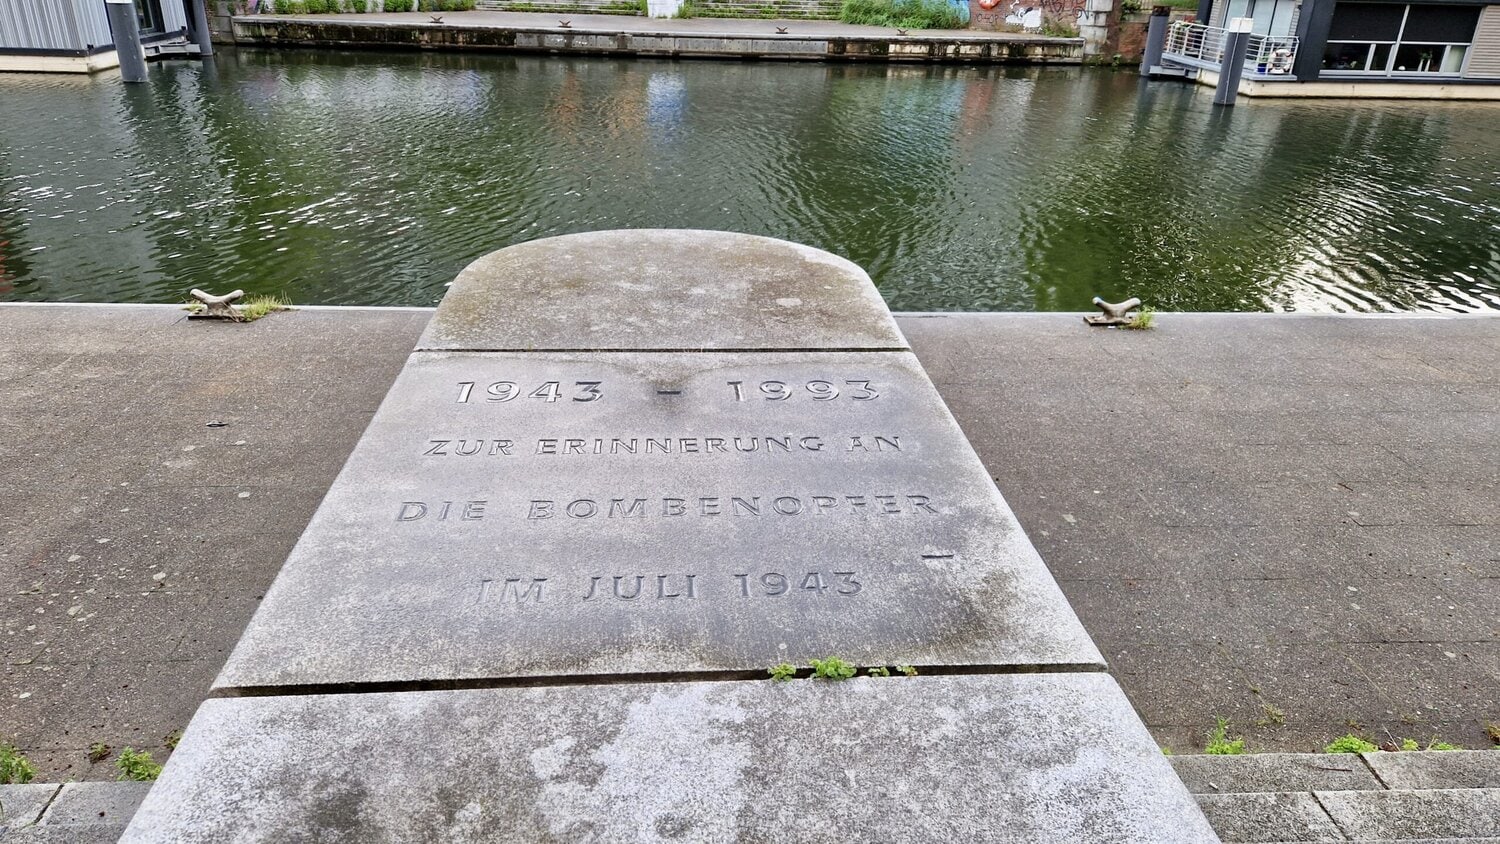 1943 - 1993
ZUR ERINNERUNG AN
DIE BOMBENOPFER
IM JULI 1943